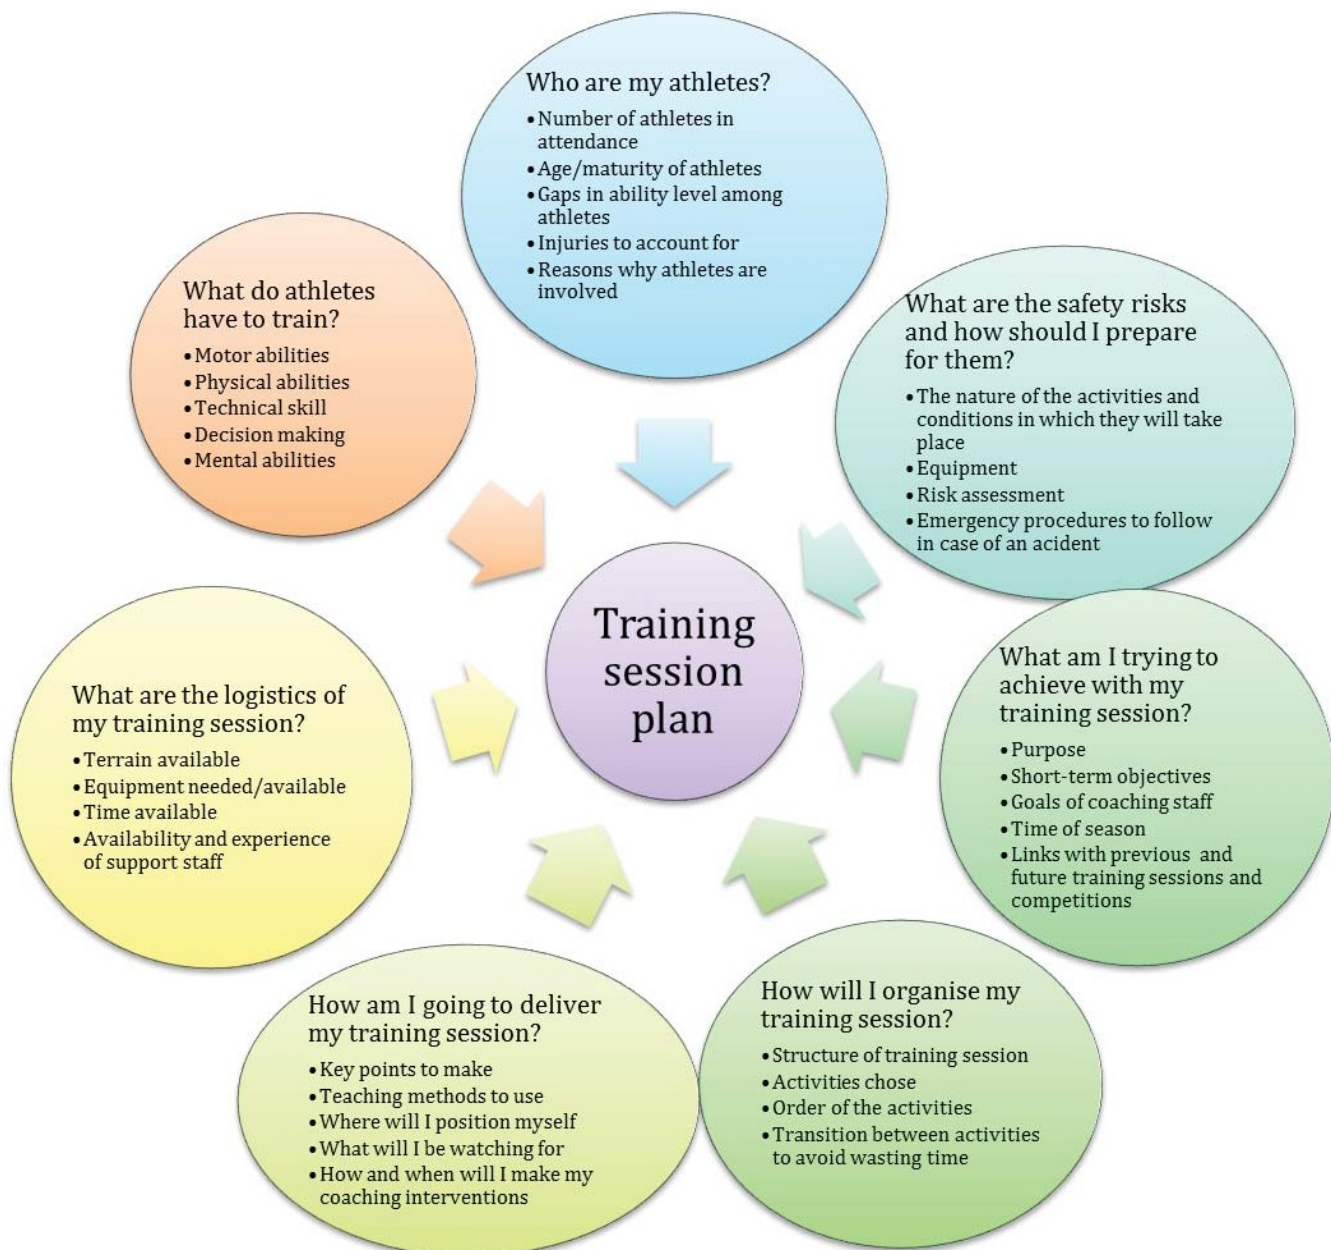 Who are my athletes?
•Number of athletes in
attendance
•Age/maturity of athletes
•Gaps in ability level among
athletes
•Injuries to account for
•Reasons why athletes are
involved
What are the safety risks
and how should I prepare
for them?
•The nature of the activities and
conditions in which they will take
place
•Equipment
•Risk assessment
•Emergency procedures to follow
in case of an acident
What am I trying to
achieve with my
training session?
•Purpose
•Short-term objectives
•Goals of coaching staff
•Time of season
•Links with previous and
future training sessions and
competitions
How will I organise my
training session?
•Structure of training session
•Activities chose
•Order of the activities
•Transition between activities
to avoid wasting time
How am I going to deliver
my training session?
•Key points to make
•Teaching methods to use
•Where will I position myself
•What will I be watching for
•How and when will I make my
coaching interventions
What are the logistics of
my training session?
•Terrain available
•Equipment needed/available
•Time available
•Availability and experience
of support staff
What do athletes
have to train?
•Motor abilities
•Physical abilities
•Technical skill
•Decision making
•Mental abilities
Training
session
plan